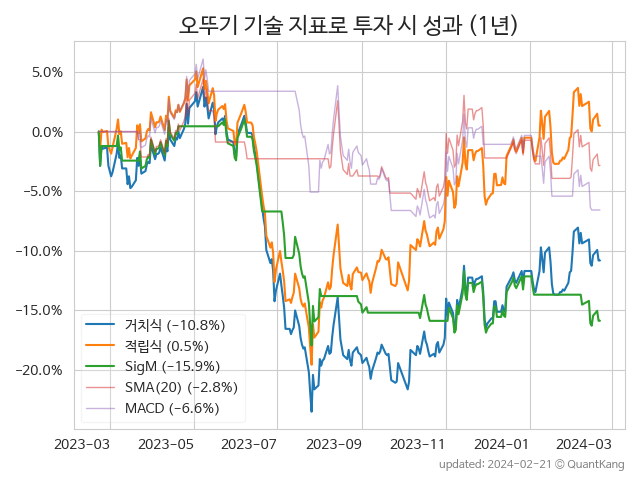 오뚜기 기술 지표로 투자 시 성과 (1년)
5.0%
0.0%
−5.0%
−10.0%
−15.0%
−20.0%
거치식 (−10.8%)
적립식 (0.5%)
SigM (−15.9%)
SMA(20) (−2.8%)
MACD (−6.6%)
2023-03
2023-05
2023-07
2023-09
2023-11
2024-01
2024-03
updated: 2024-02-21 © QuantKang